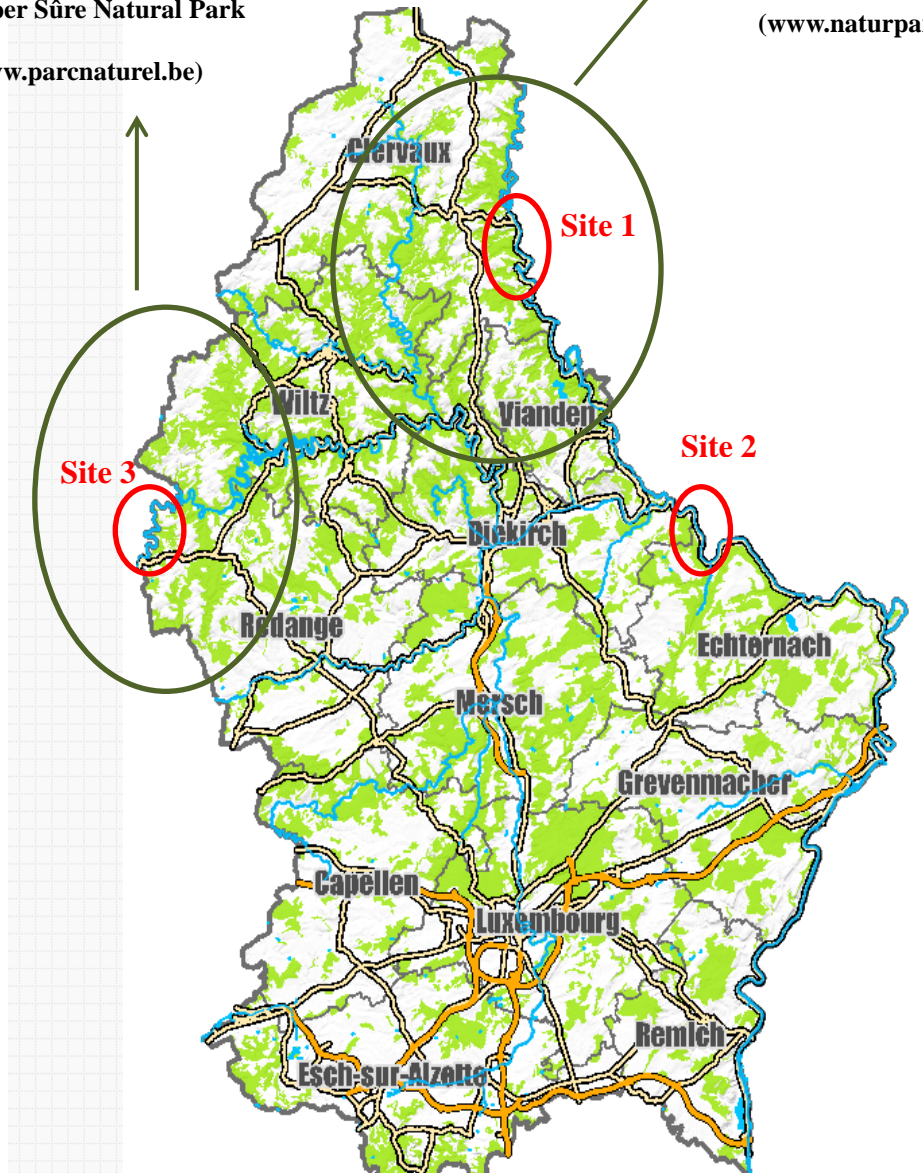 per Sûre Natural Park
(www.naturpa
w.parcnaturel.be)
Clervaux
Site 1
Wiltz
Vianden
Site 2
Site 3
Diekirch
Redange
Echternach
Mersch
Grevenmacher
Capellen
Luxembourg
Remich
Esch-sur-Alzette